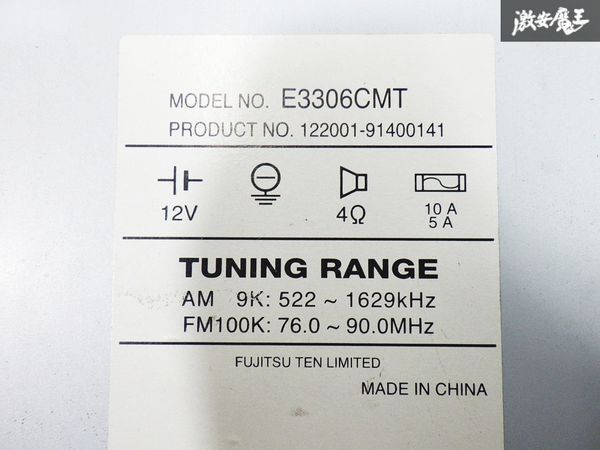 激安魔王
MODEL NO. E3306CMT
PRODUCT NO. 122001-91400141
12V
4Ω
10 A
5 A
TUNING RANGE
AM 9K: 522 ~ 1629kHz
FM100K: 76.0 ~ 90.0MHz
FUJITSU TEN LIMITED
MADE IN CHINA